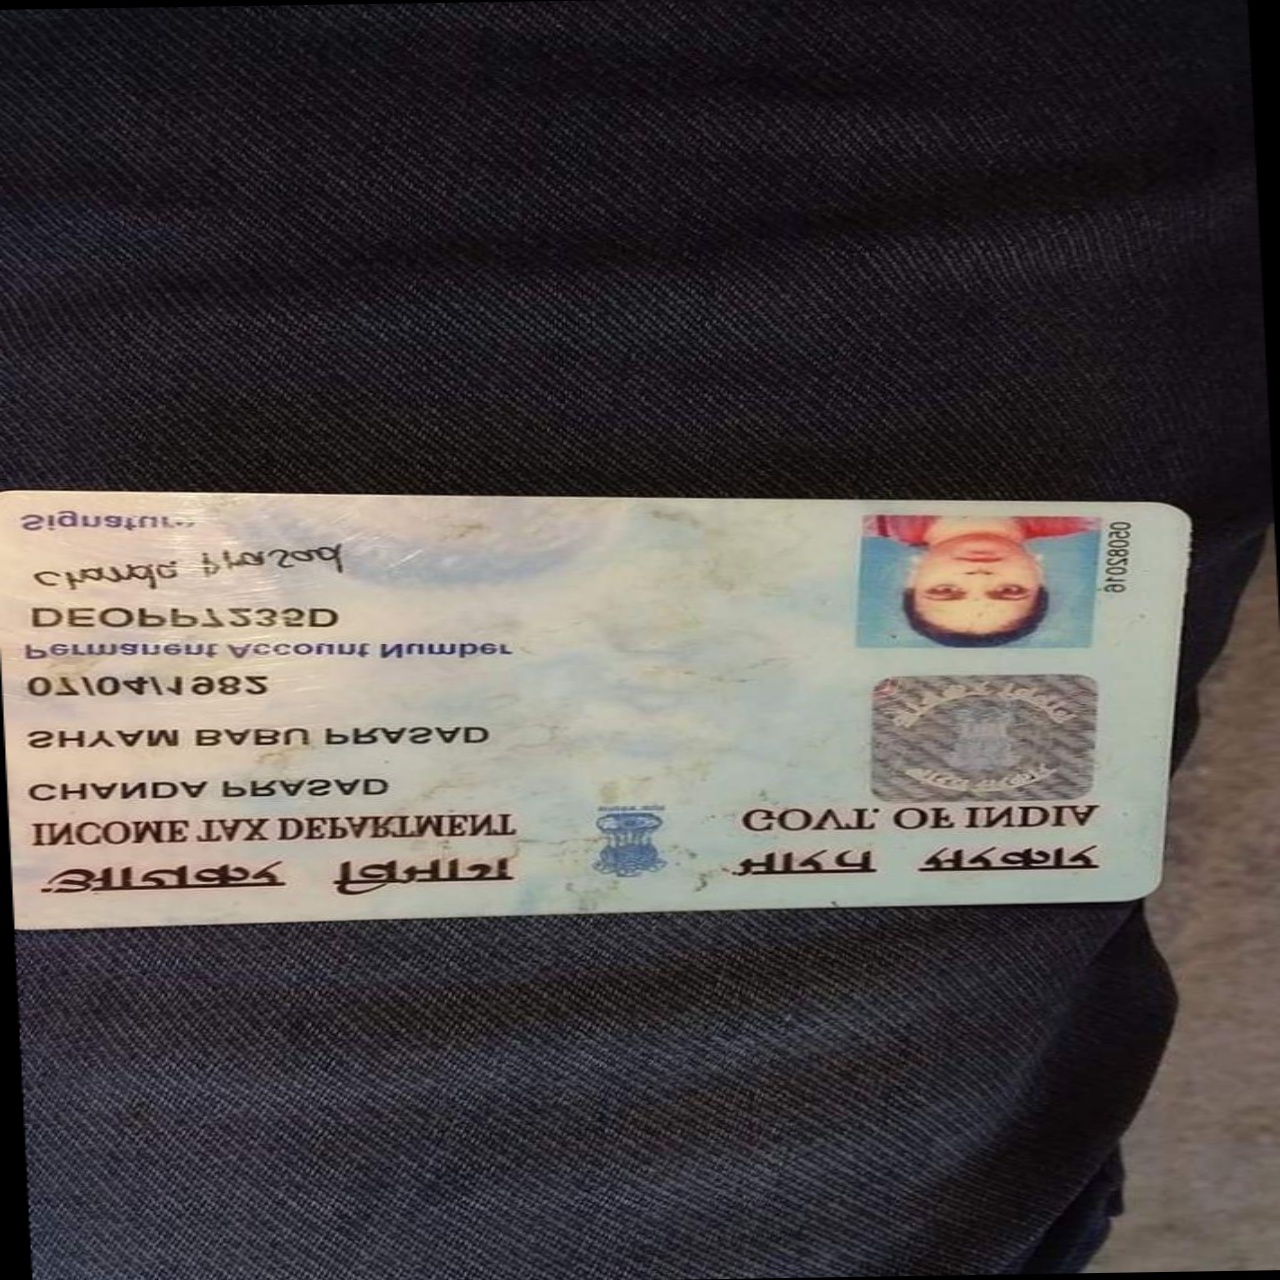 आयकर विभाग
INCOME TAX DEPARTMENT
भारत सरकार
GOVT. OF INDIA
CHANDA PRASAD
SHYAM BABU PRASAD
07/04/1982
Permanent Account Number
DEOPP7235D
Chanda Prasad
Signature
05082016